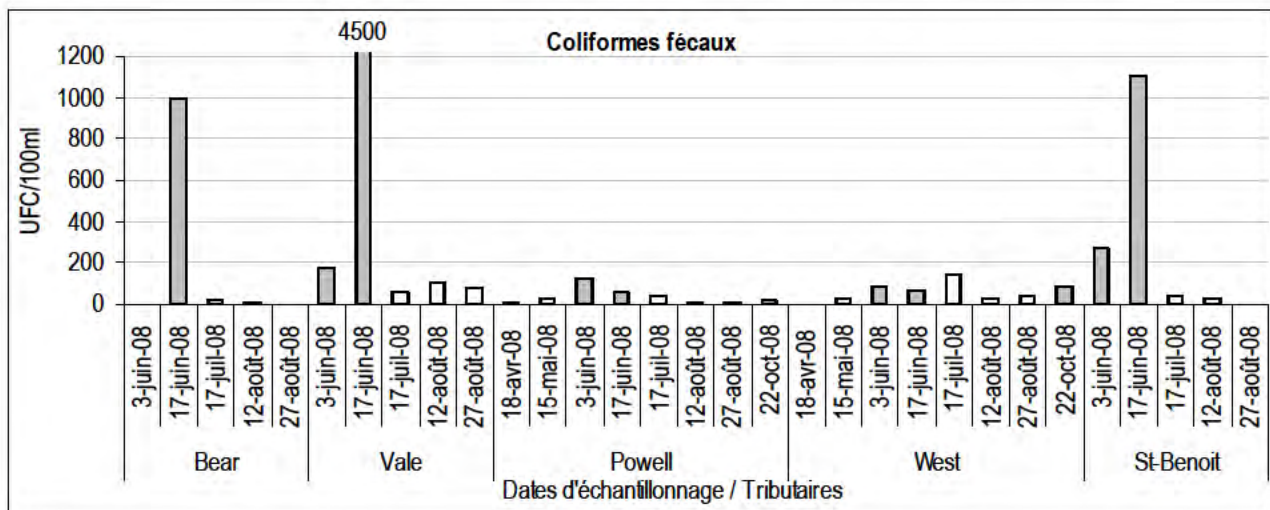 4500
Coliformes fécaux
UFC/100ml
1200
1000
800
600
400
200
0
3-juin-08
17-juin-08
17-juil-08
12-août-08
27-août-08
3-juin-08
17-juin-08
17-juil-08
12-août-08
27-août-08
18-avr-08
15-mai-08
3-juin-08
17-juin-08
17-juil-08
12-août-08
27-août-08
22-oct-08
18-avr-08
15-mai-08
3-juin-08
17-juin-08
17-juil-08
12-août-08
27-août-08
22-oct-08
3-juin-08
17-juin-08
17-juil-08
12-août-08
27-août-08
Bear Vale Powell West St-Benoit
Dates d'échantillonnage / Tributaires